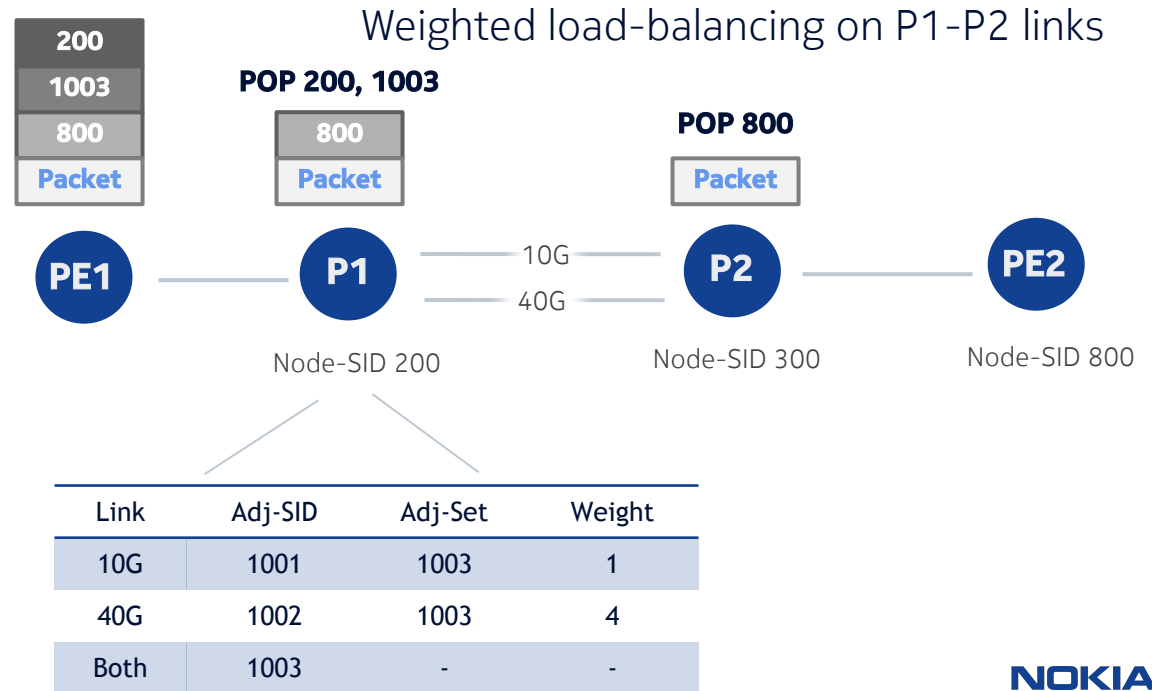 Weighted load-balancing on P1-P2 links
200
1003
800
Packet
POP 200, 1003
800
Packet
POP 800
Packet
PE1
P1
10G
40G
P2
PE2
Node-SID 200
Node-SID 300
Node-SID 800
Link Adj-SID Adj-Set Weight
10G 1001 1003 1
40G 1002 1003 4
Both 1003 - -
NOKIA